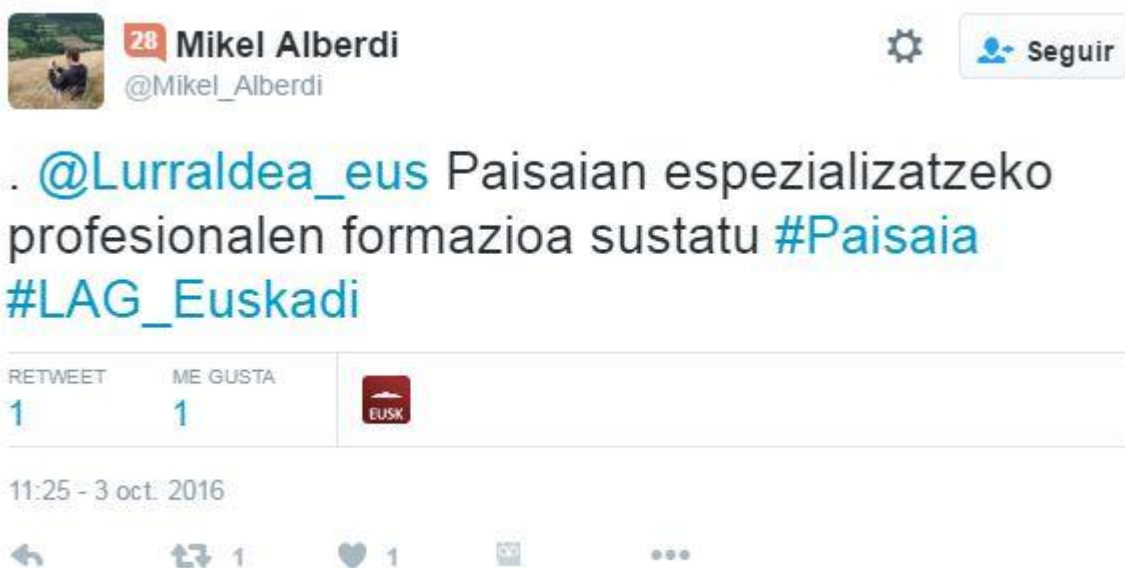 28 Mikel Alberdi
@Mikel_Alberdi
Seguir
. @Lurraldea_eus Paisaian espezializatzeko
profesionalen formazioa sustatu #Paisaia
#LAG_Euskadi
RETWEET ME GUSTA
1 1
EUSK
11:25 - 3 oct. 2016
1 1